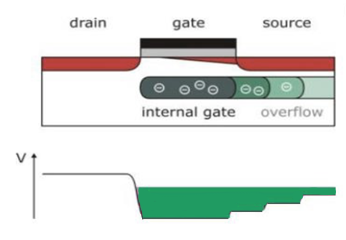 drain gate source
⊖ ⊖ ⊖ ⊖ ⊖ ⊖ ⊖
internal gate overflow
V